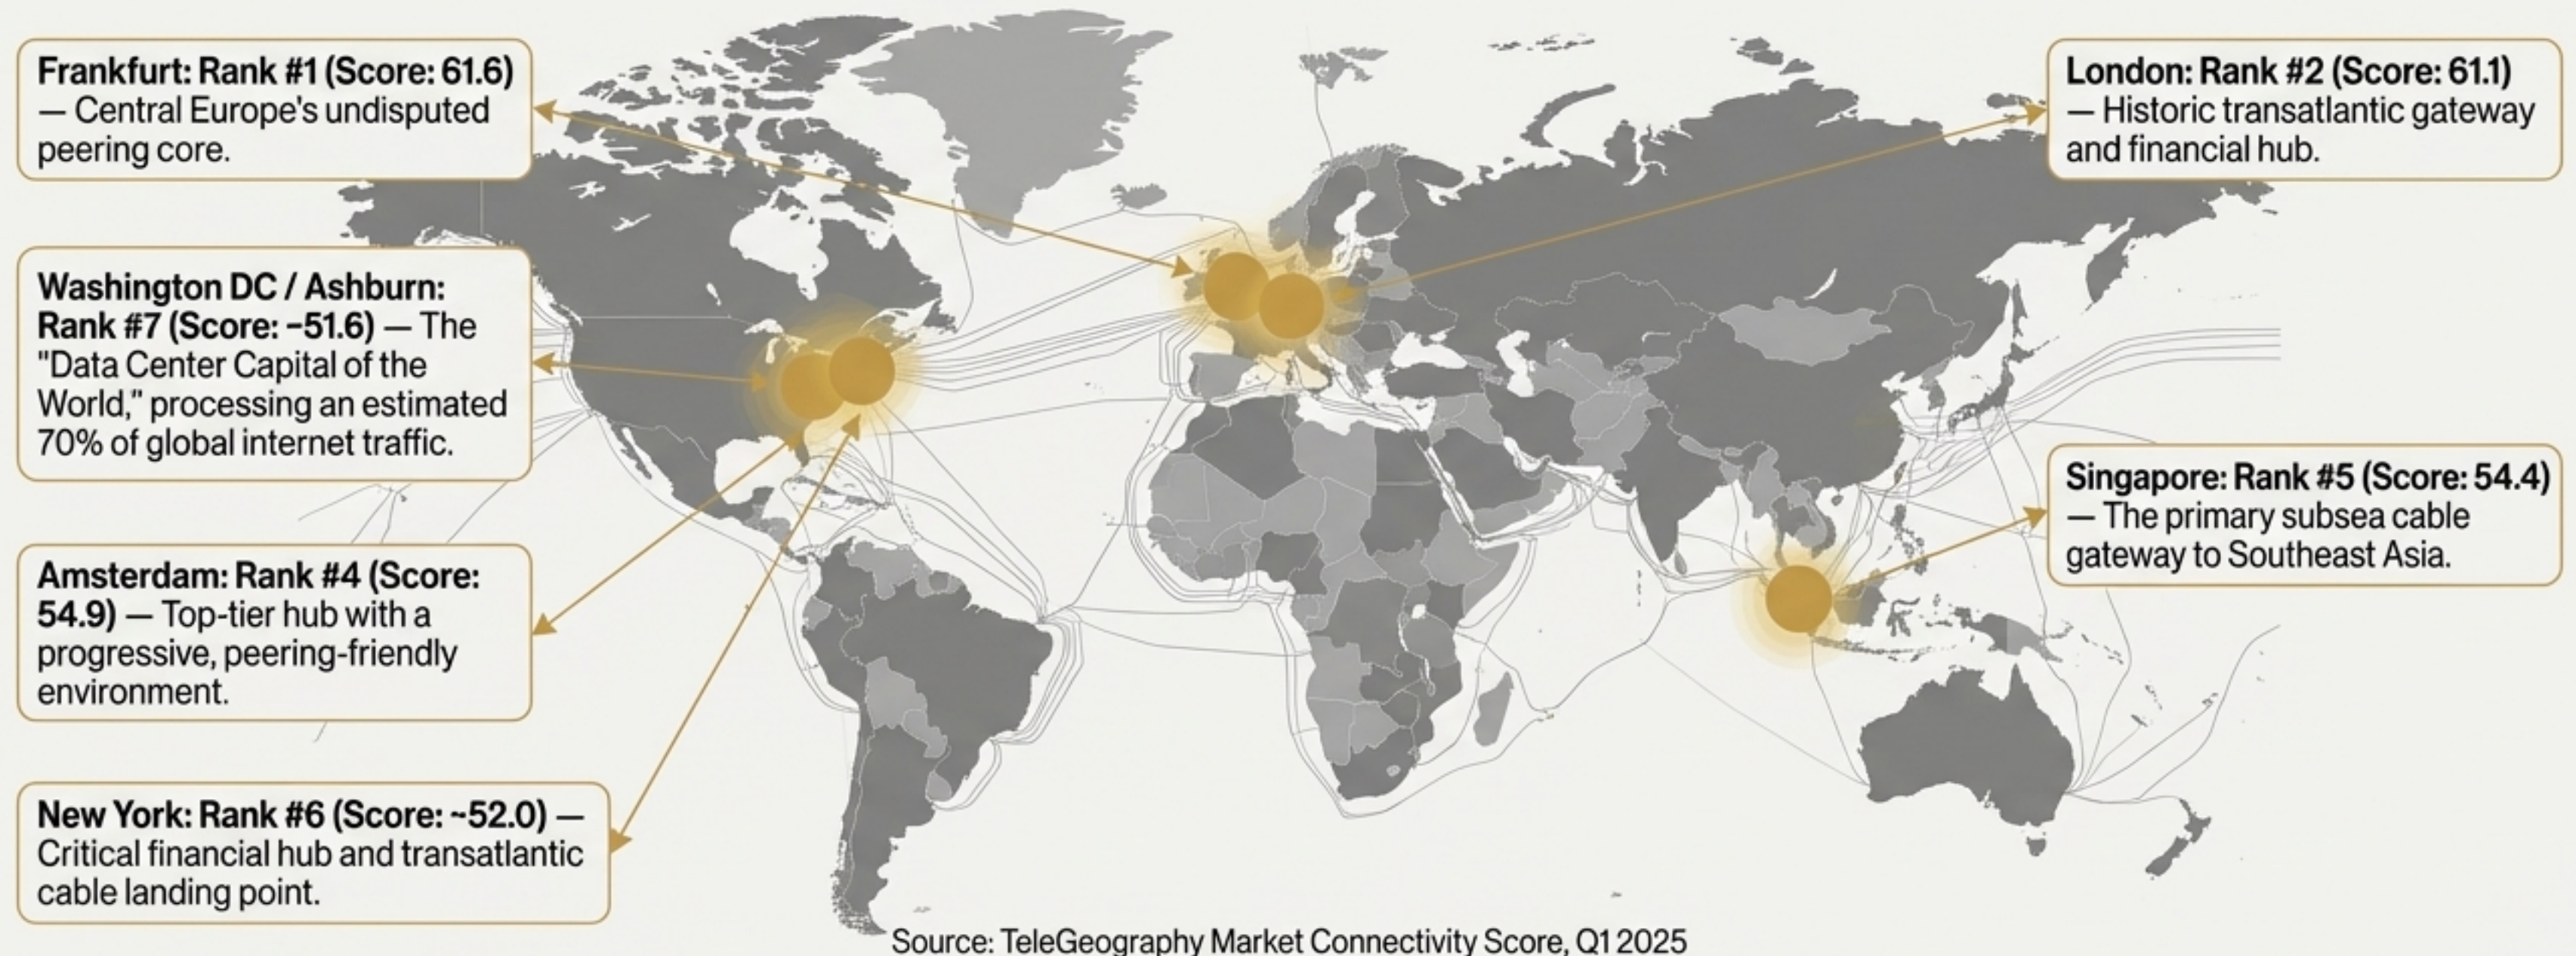 Frankfurt: Rank #1 (Score: 61.6)
— Central Europe's undisputed
peering core.
London: Rank #2 (Score: 61.1)
— Historic transatlantic gateway
and financial hub.
Washington DC / Ashburn:
Rank #7 (Score: ~51.6) — The
"Data Center Capital of the
World," processing an estimated
70% of global internet traffic.
Singapore: Rank #5 (Score: 54.4)
— The primary subsea cable
gateway to Southeast Asia.
Amsterdam: Rank #4 (Score:
54.9) — Top-tier hub with a
progressive, peering-friendly
environment.
New York: Rank #6 (Score: ~52.0) —
Critical financial hub and transatlantic
cable landing point.
Source: TeleGeography Market Connectivity Score, Q1 2025